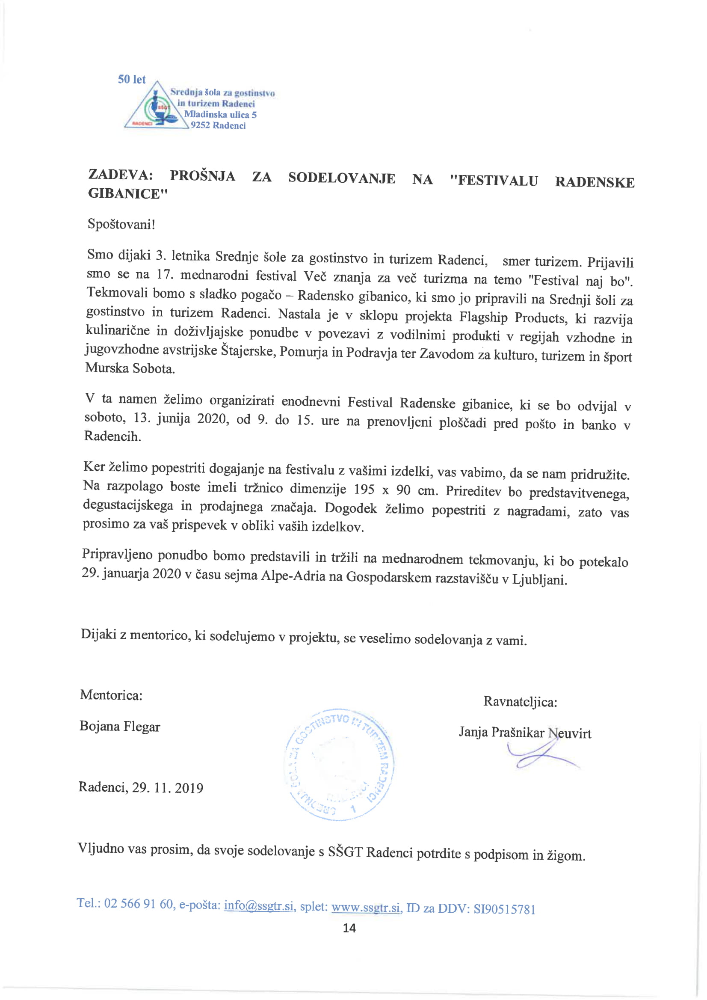 50 let
Srednja šola za gostinstvo
in turizem Radenci
Mladinska ulica 5
9252 Radenci
SSGT
RADENCI
ZADEVA: PROŠNJA ZA SODELOVANJE NA "FESTIVALU RADENSKE
GIBANICE"
Spoštovani!
Smo dijaki 3. letnika Srednje šole za gostinstvo in turizem Radenci, smer turizem. Prijavili
smo se na 17. mednarodni festival Več znanja za več turizma na temo "Festival naj bo".
Tekmovali bomo s sladko pogačo – Radensko gibanico, ki smo jo pripravili na Srednji šoli za
gostinstvo in turizem Radenci. Nastala je v sklopu projekta Flagship Products, ki razvija
kulinarične in doživljajske ponudbe v povezavi z vodilnimi produkti v regijah vzhodne in
jugovzhodne avstrijske Štajerske, Pomurja in Podravja ter Zavodom za kulturo, turizem in šport
Murska Sobota.
V ta namen želimo organizirati enodnevni Festival Radenske gibanice, ki se bo odvijal v
soboto, 13. junija 2020, od 9. do 15. ure na prenovljeni ploščadi pred pošto in banko v
Radencih.
Ker želimo popestriti dogajanje na festivalu z vašimi izdelki, vas vabimo, da se nam pridružite.
Na razpolago boste imeli tržnico dimenzije 195 x 90 cm. Prireditev bo predstavitvenega,
degustacijskega in prodajnega značaja. Dogodek želimo popestriti z nagradami, zato vas
prosimo za vaš prispevek v obliki vaših izdelkov.
Pripravljeno ponudbo bomo predstavili in tržili na mednarodnem tekmovanju, ki bo potekalo
29. januarja 2020 v času sejma Alpe-Adria na Gospodarskem razstavišču v Ljubljani.
Dijaki z mentorico, ki sodelujemo v projektu, se veselimo sodelovanja z vami.
Mentorica:
Ravnateljica:
Bojana Flegar
Janja Prašnikar Neuvirt
SREDNJA ŠOLA ZA GOSTINSTVO IN TURIZEM RADENCI
1
Radenci, 29. 11. 2019
Vljudno vas prosim, da svoje sodelovanje s SŠGT Radenci potrdite s podpisom in žigom.
Tel.: 02 566 91 60, e-pošta: info@ssgtr.si, splet: www.ssgtr.si, ID za DDV: SI90515781
14